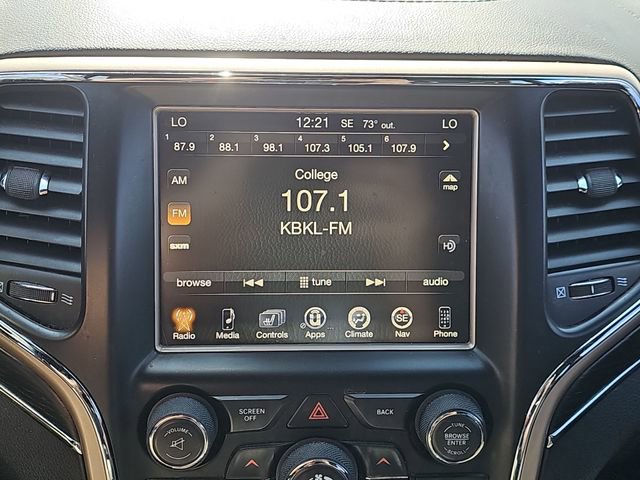 LO 12:21 SE 73° out. LO
1 87.9 2 88.1 3 98.1 4 107.3 5 105.1 6 107.9
AM
College
map
FM
107.1
KBKL-FM
sxm
HD
browse tune audio
Radio Media Controls Apps Climate Nav Phone
SE
VOLUME
SCREEN OFF
BACK
TUNE
BROWSE
ENTER
SCROLL